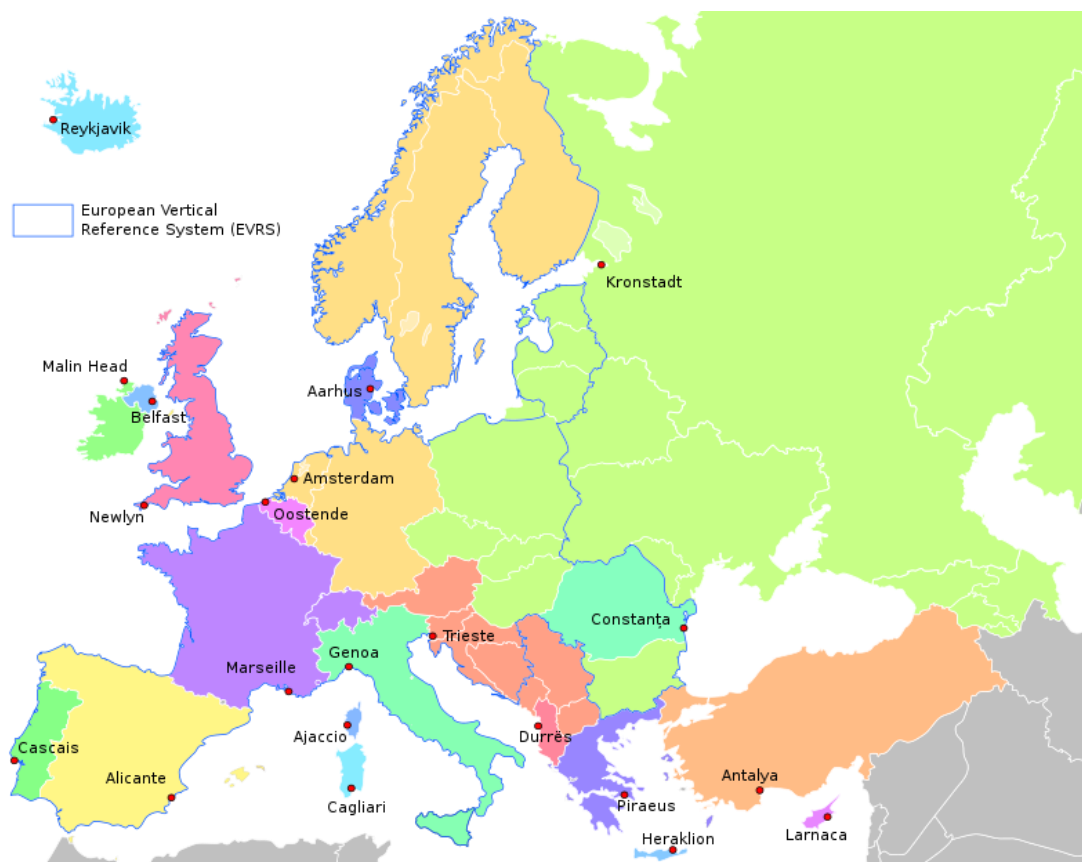 Reykjavik
European Vertical
Reference System (EVRS)
Kronstadt
Malin Head
Aarhus
Belfast
Amsterdam
Newlyn
Oostende
Constanța
Trieste
Genoa
Marseille
Ajaccio
Durrës
Cascais
Alicante
Antalya
Cagliari
Piraeus
Larnaca
Heraklion